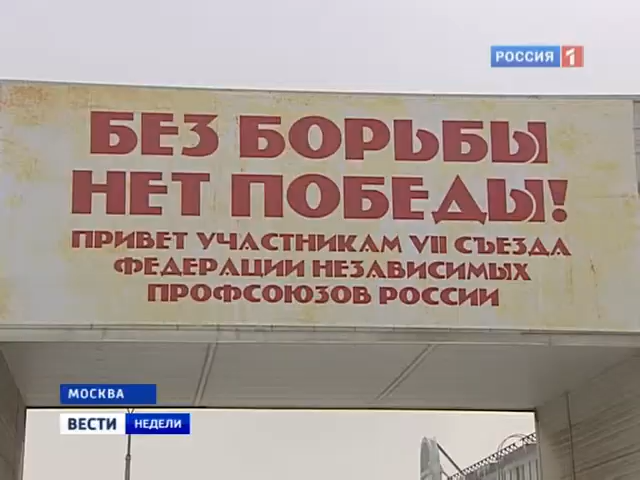 РОССИЯ 1
БЕЗ БОРЬБЫ
НЕТ ПОБЕДЫ!
ПРИВЕТ УЧАСТНИКАМ VII СЪЕЗДА
ФЕДЕРАЦИИ НЕЗАВИСИМЫХ
ПРОФСОЮЗОВ РОССИИ
МОСКВА
ВЕСТИ НЕДЕЛИ